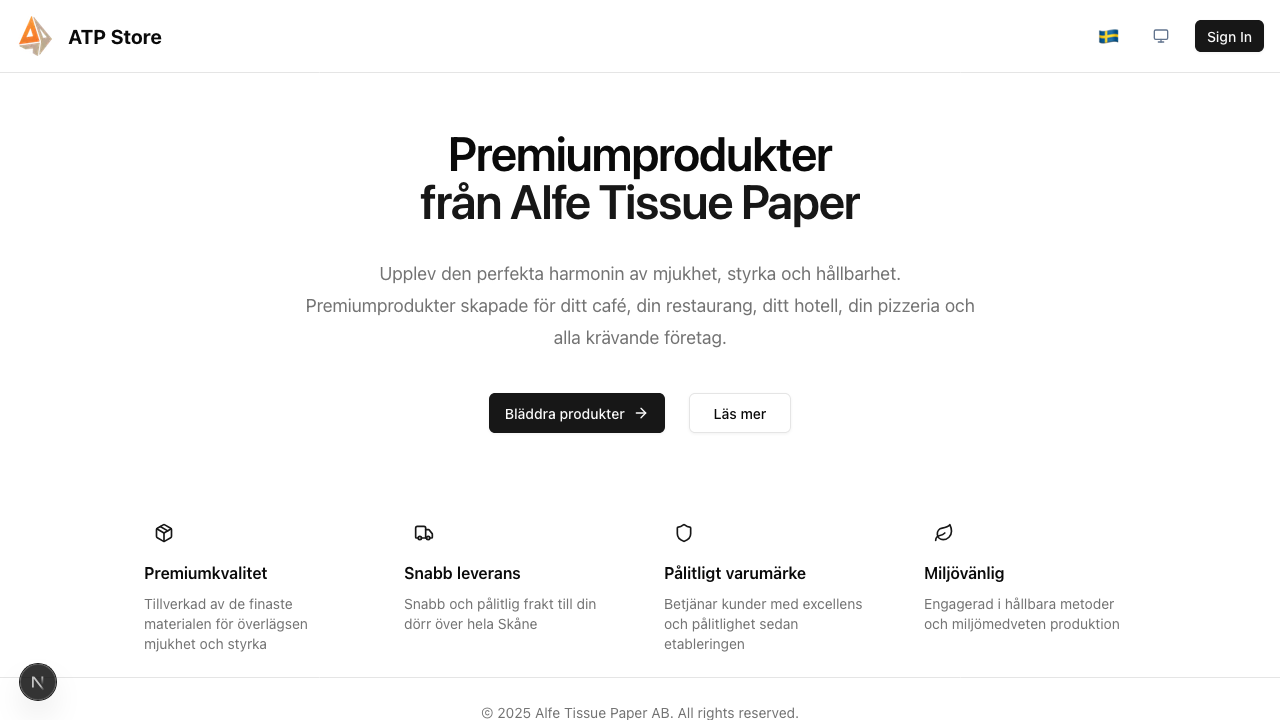 ATP Store
Sign In
Premiumprodukter
från Alfe Tissue Paper
Upplev den perfekta harmonin av mjukhet, styrka och hållbarhet.
Premiumprodukter skapade för ditt café, din restaurang, ditt hotell, din pizzeria och
alla krävande företag.
Bläddra produkter
Läs mer
Premiumkvalitet
Tillverkad av de finaste
materialen för överlägsen
mjukhet och styrka
Snabb leverans
Snabb och pålitlig frakt till din
dörr över hela Skåne
Pålitligt varumärke
Betjänar kunder med excellens
och pålitlighet sedan
etableringen
Miljövänlig
Engagerad i hållbara metoder
och miljömedveten produktion
N
© 2025 Alfe Tissue Paper AB. All rights reserved.